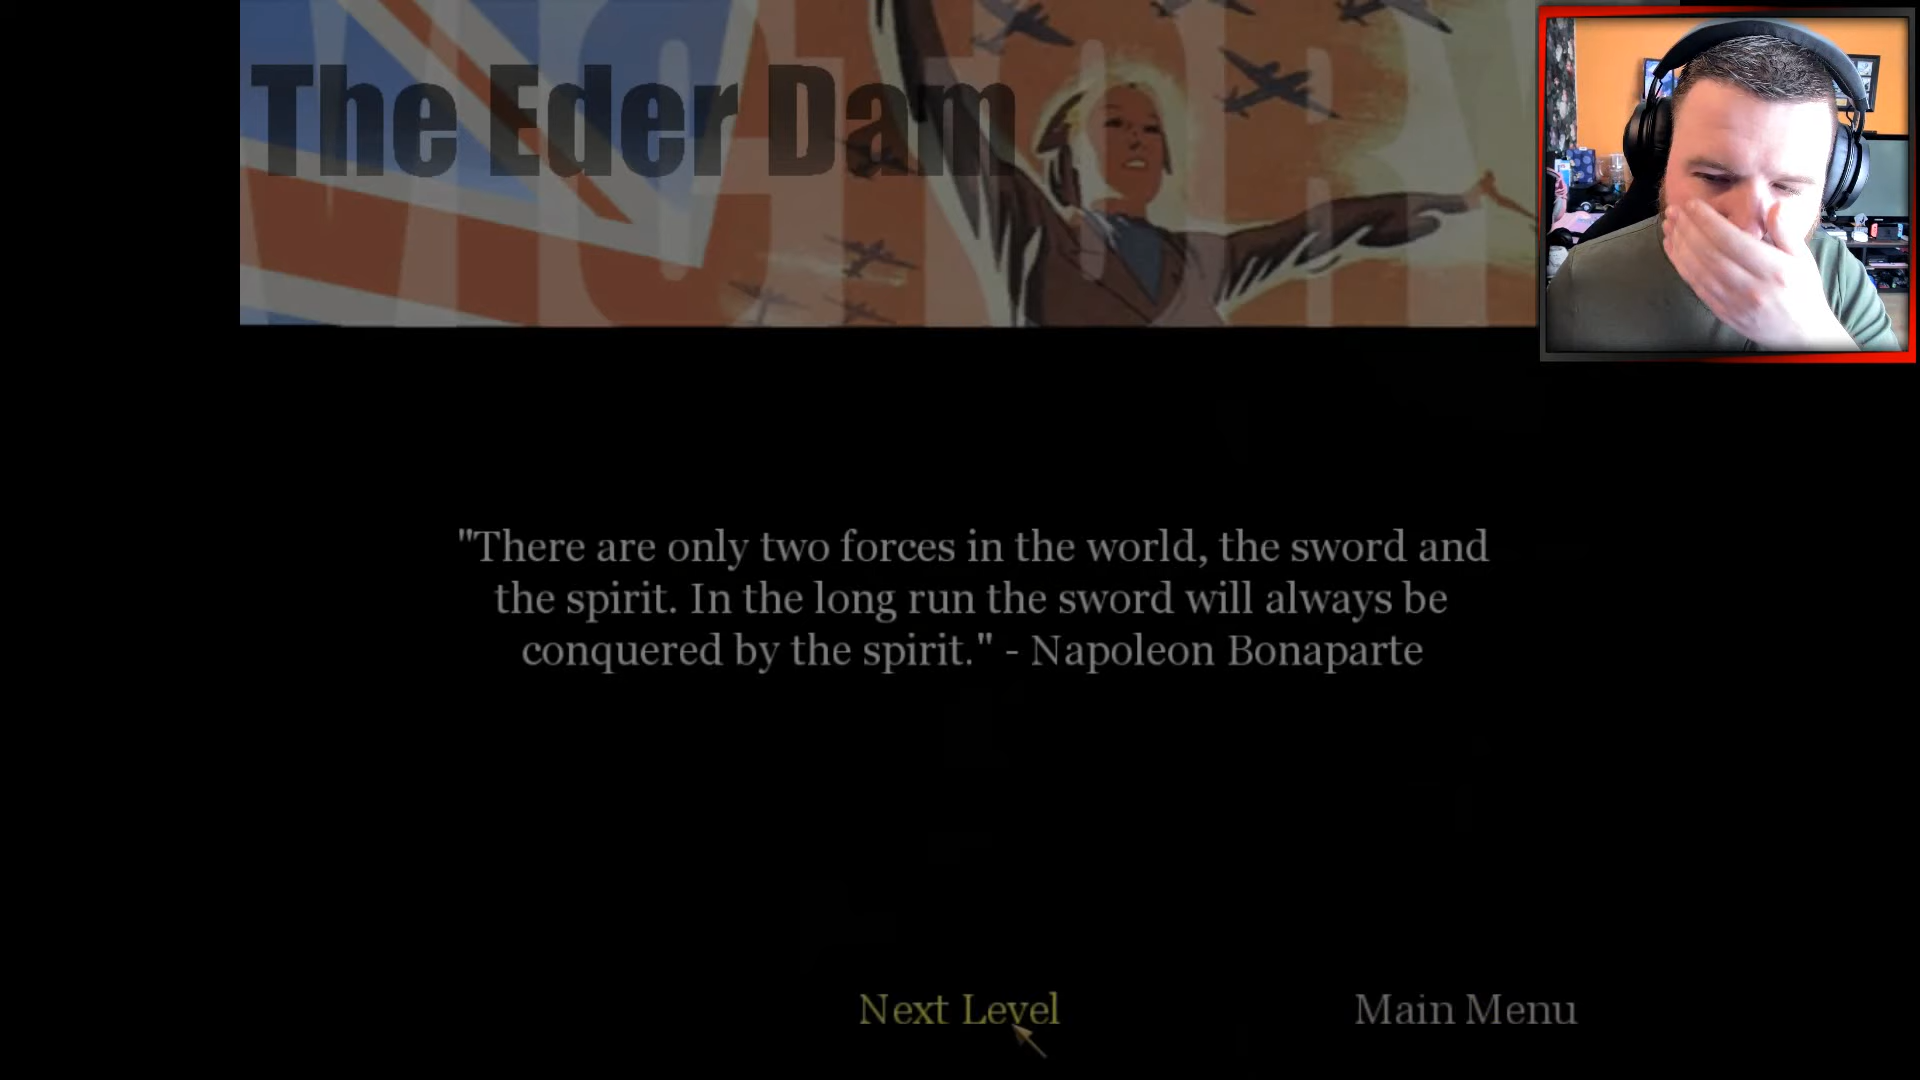 VICTORY
The Eder Dam
"There are only two forces in the world, the sword and
the spirit. In the long run the sword will always be
conquered by the spirit." - Napoleon Bonaparte
Next Level
Main Menu